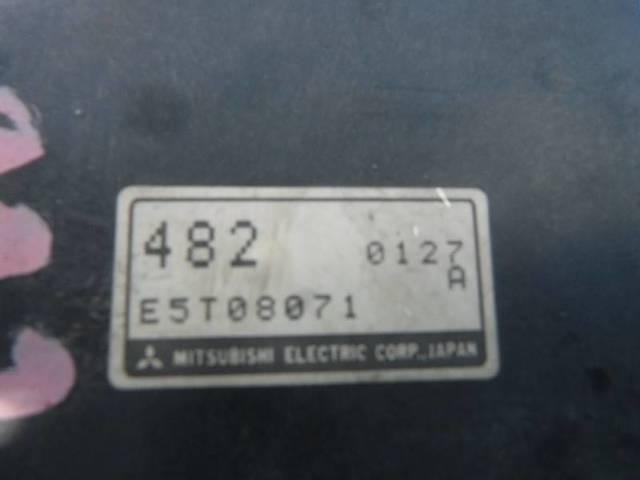 482 0127
A
E5T08071
MITSUBISHI ELECTRIC CORP., JAPAN